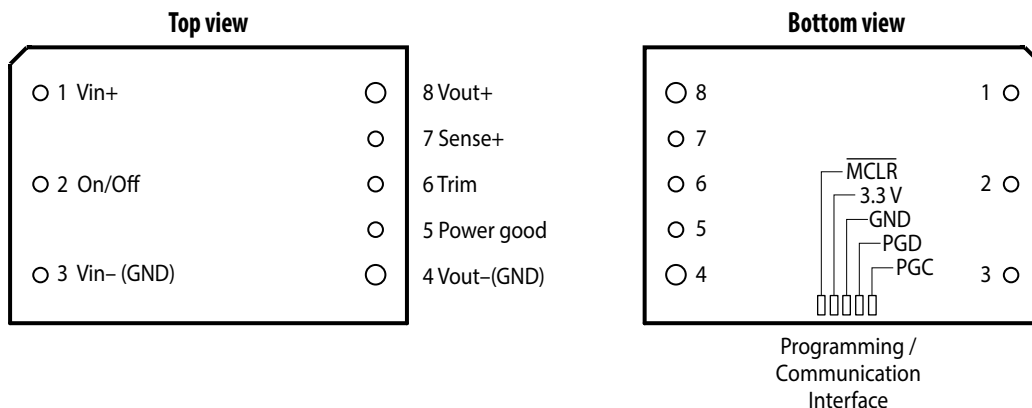 Top view
1 Vin+
2 On/Off
3 Vin– (GND)
8 Vout+
7 Sense+
6 Trim
5 Power good
4 Vout–(GND)
Bottom view
8
7
6
5
4
MCLR
3.3 V
GND
PGD
PGC
1
2
3
Programming /
Communication
Interface